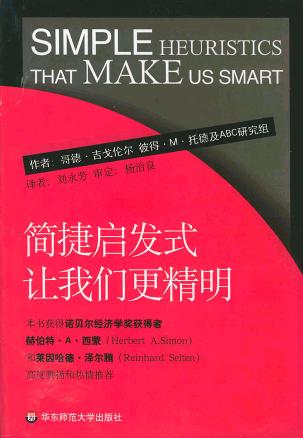 SIMPLE HEURISTICS
THAT MAKE US SMART
作者：哥德·吉戈伦尔 彼得·M·托德及ABC研究组
译者：刘永芳 审定：杨治良
简捷启发式
让我们更精明
本书获得诺贝尔经济学奖获得者
赫伯特·A·西蒙（Herbert A.Simon）
和莱因哈德·泽尔腾（Reinhard Selten）
高度赞扬和热情推荐
华东师范大学出版社